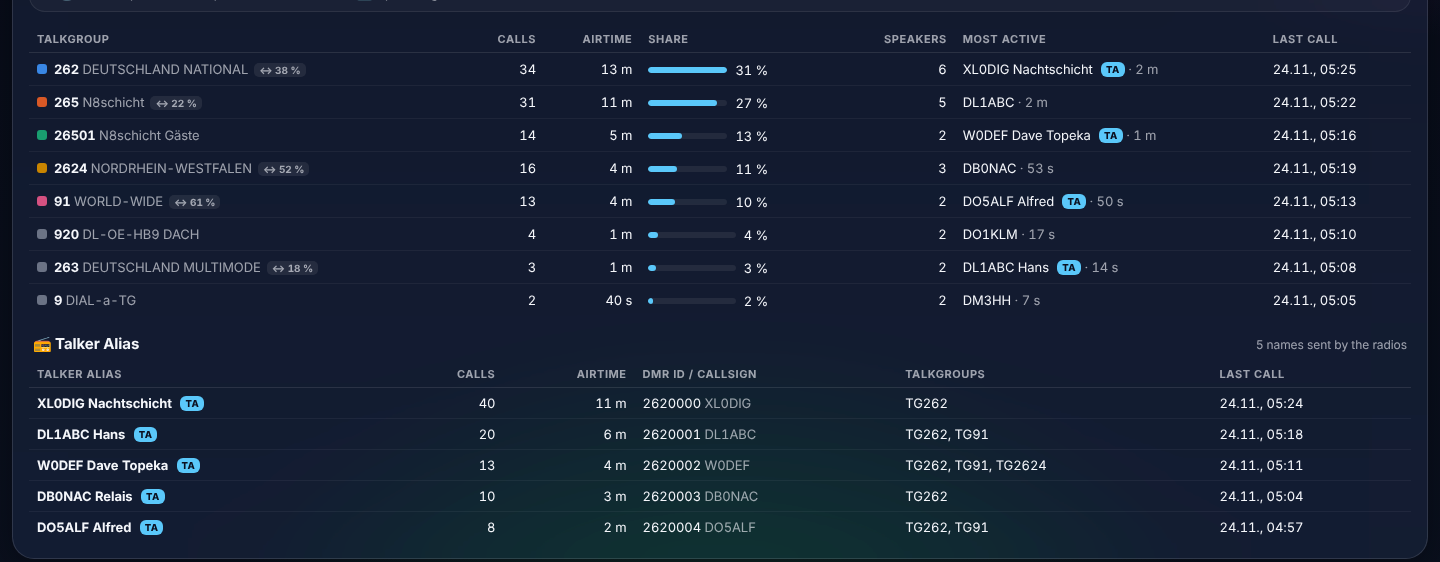 TALKGROUP CALLS AIRTIME SHARE SPEAKERS MOST ACTIVE LAST CALL
262 DEUTSCHLAND NATIONAL ↔ 38 % 34 13 m 31 % 6 XL0DIG Nachtschicht TA · 2 m 24.11., 05:25
265 N8schicht ↔ 22 % 31 11 m 27 % 5 DL1ABC · 2 m 24.11., 05:22
26501 N8schicht Gäste 14 5 m 13 % 2 W0DEF Dave Topeka TA · 1 m 24.11., 05:16
2624 NORDRHEIN-WESTFALEN ↔ 52 % 16 4 m 11 % 3 DB0NAC · 53 s 24.11., 05:19
91 WORLD-WIDE ↔ 61 % 13 4 m 10 % 2 DO5ALF Alfred TA · 50 s 24.11., 05:13
920 DL-OE-HB9 DACH 4 1 m 4 % 2 DO1KLM · 17 s 24.11., 05:10
263 DEUTSCHLAND MULTIMODE ↔ 18 % 3 1 m 3 % 2 DL1ABC Hans TA · 14 s 24.11., 05:08
9 DIAL-a-TG 2 40 s 2 % 2 DM3HH · 7 s 24.11., 05:05
📻 Talker Alias 5 names sent by the radios
TALKER ALIAS CALLS AIRTIME DMR ID / CALLSIGN TALKGROUPS LAST CALL
XL0DIG Nachtschicht TA 40 11 m 2620000 XL0DIG TG262 24.11., 05:24
DL1ABC Hans TA 20 6 m 2620001 DL1ABC TG262, TG91 24.11., 05:18
W0DEF Dave Topeka TA 13 4 m 2620002 W0DEF TG262, TG91, TG2624 24.11., 05:11
DB0NAC Relais TA 10 3 m 2620003 DB0NAC TG262 24.11., 05:04
DO5ALF Alfred TA 8 2 m 2620004 DO5ALF TG262, TG91 24.11., 04:57